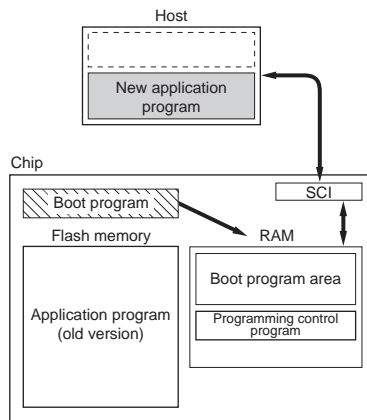 Host
New application
program
Chip
SCI
Boot program
Flash memory
RAM
Application program
(old version)
Boot program area
Programming control
program